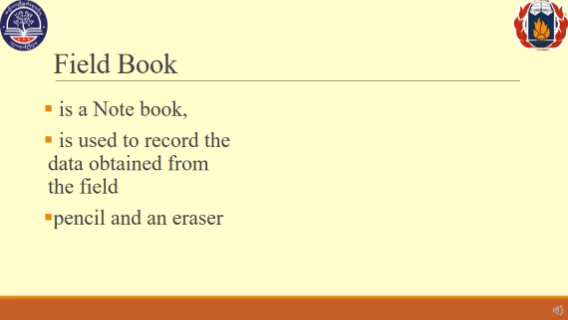 Field Book
is a Note book,
is used to record the
data obtained from
the field
pencil and an eraser